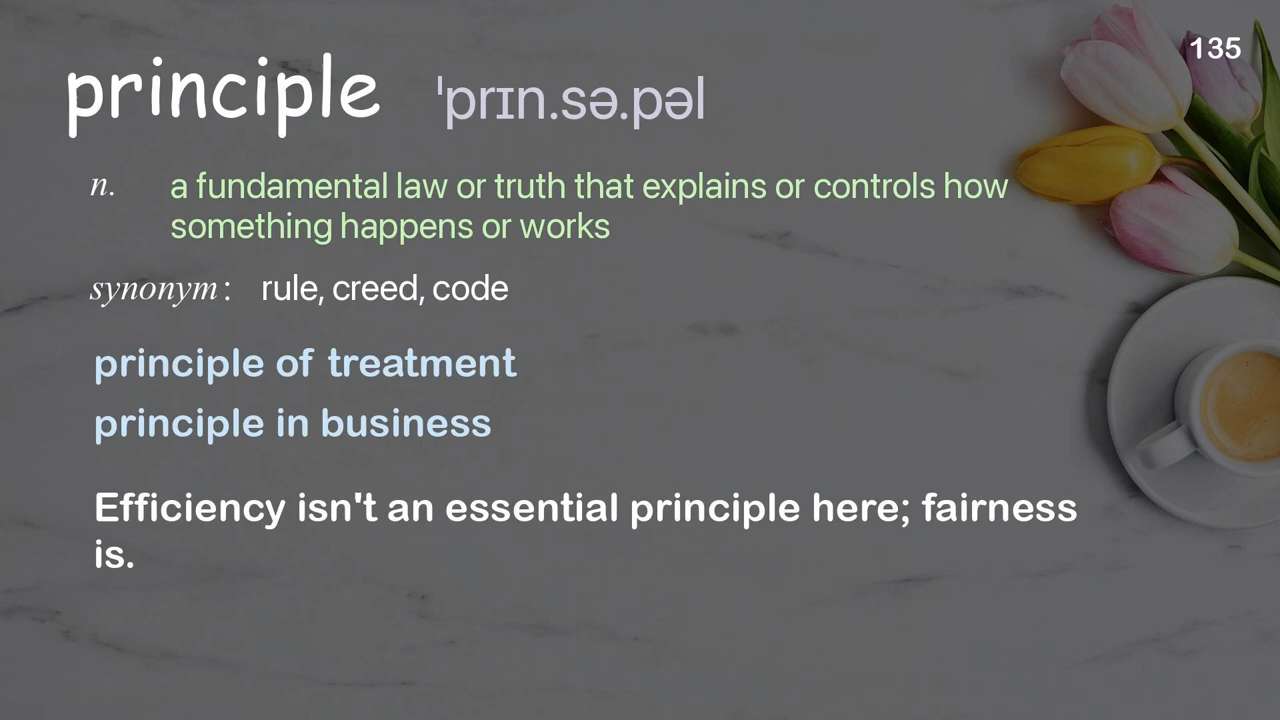 135
principle ˈprɪn.sə.pəl
n. a fundamental law or truth that explains or controls how
something happens or works
synonym: rule, creed, code
principle of treatment
principle in business
Efficiency isn't an essential principle here; fairness
is.